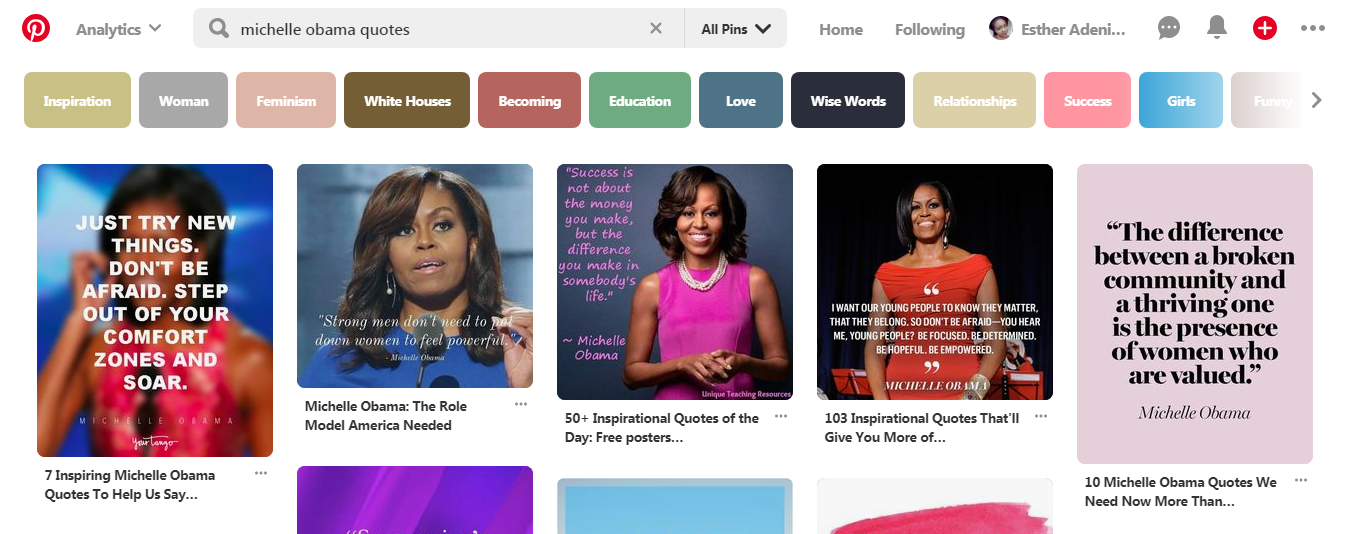 Analytics
michelle obama quotes
All Pins
Home
Following
Esther Adeni...
Inspiration
Woman
Feminism
White Houses
Becoming
Education
Love
Wise Words
Relationships
Success
Girls
Funny
JUST TRY NEW
THINGS.
DON'T BE
AFRAID. STEP
OUT OF YOUR
COMFORT
ZONES AND
SOAR.
MICHELLE OBAMA
YourTango
7 Inspiring Michelle Obama
Quotes To Help Us Say...
"Strong men don't need to put
down women to feel powerful."
- Michelle Obama
Michelle Obama: The Role
Model America Needed
"Success is
not about
the money
you make,
but the
difference
you make in
somebody's
life."
~ Michelle
Obama
Unique Teaching Resources
50+ Inspirational Quotes of the
Day: Free posters...
“
I WANT OUR YOUNG PEOPLE TO KNOW THEY MATTER,
THAT THEY BELONG. SO DON'T BE AFRAID—YOU HEAR
ME, YOUNG PEOPLE? BE FOCUSED. BE DETERMINED.
BE HOPEFUL. BE EMPOWERED.
”
MICHELLE OBAMA
103 Inspirational Quotes That'll
Give You More of...
“The difference
between a broken
community and
a thriving one
is the presence
of women who
are valued.”
Michelle Obama
10 Michelle Obama Quotes We
Need Now More Than...